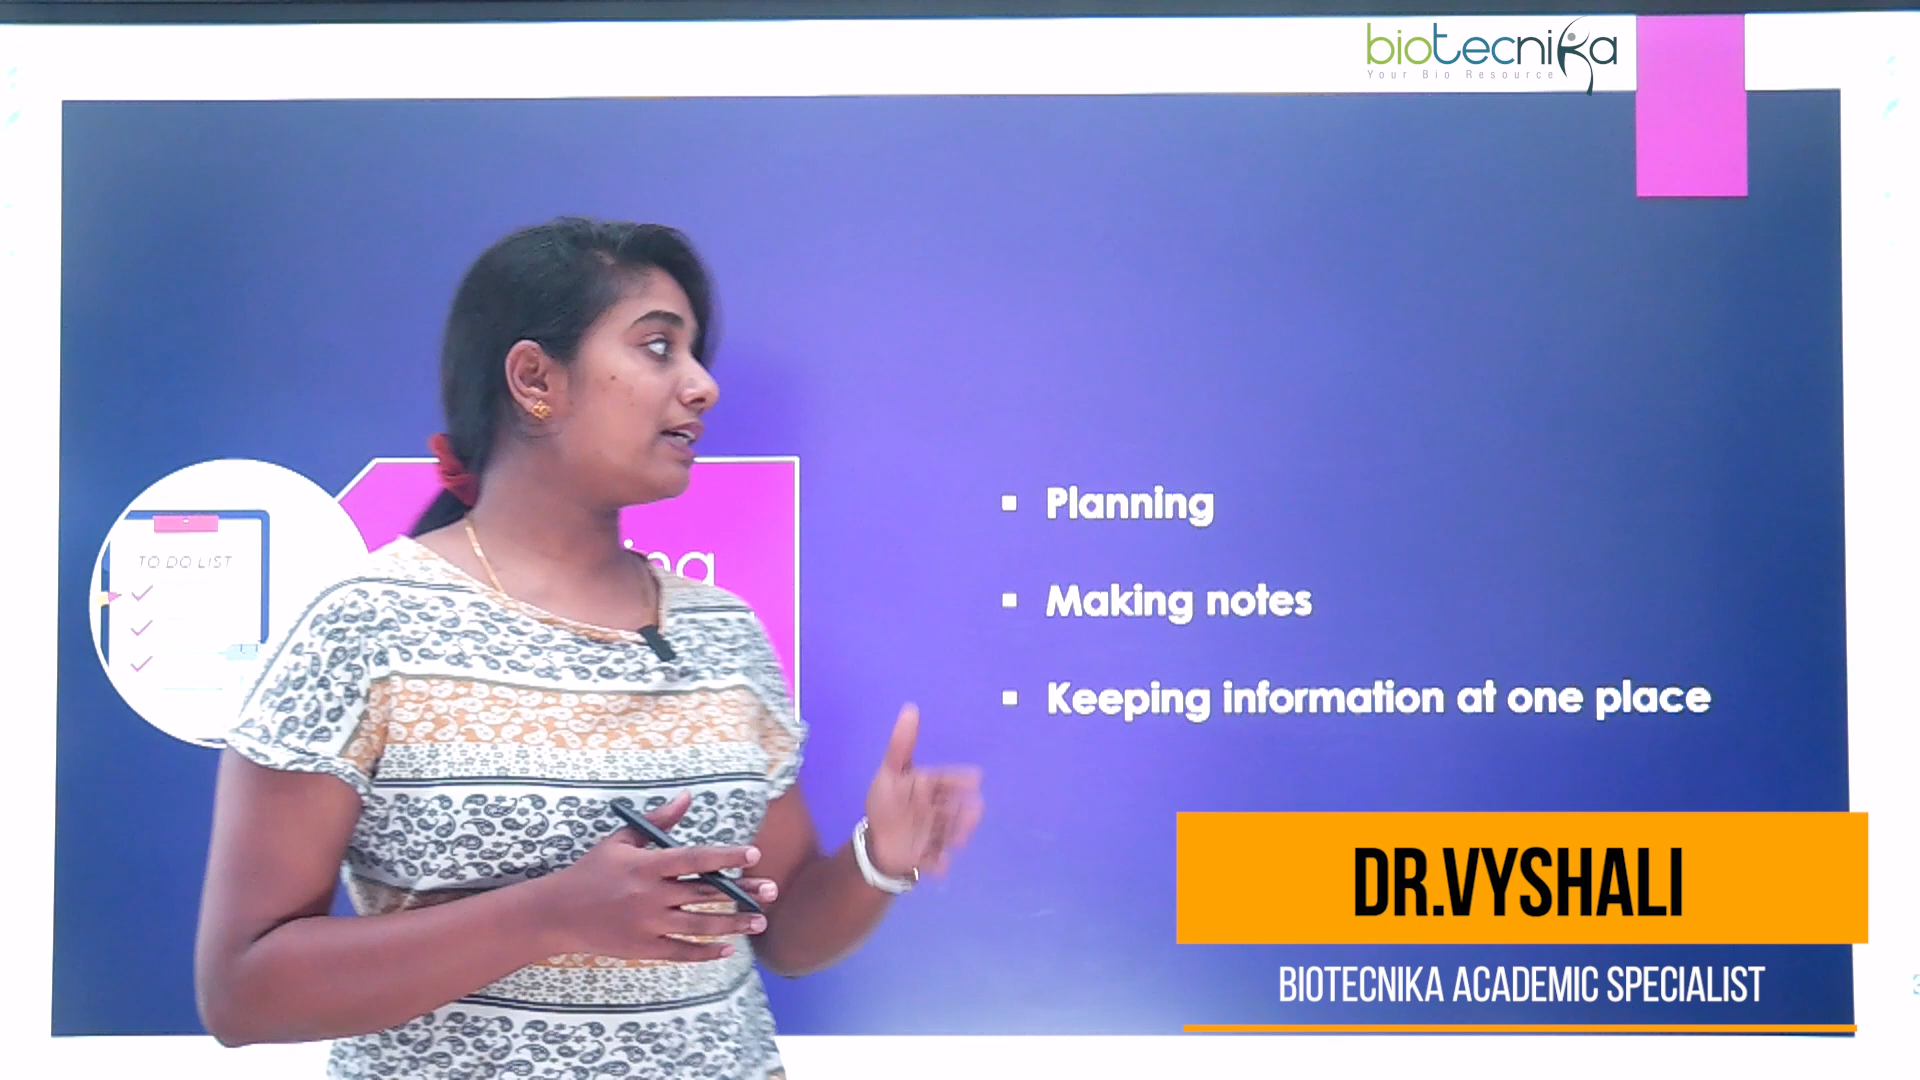 biotecnika
Your Bio Resource
TO DO LIST
Planning
Making notes
Keeping information at one place
DR.VYSHALI
BIOTECNIKA ACADEMIC SPECIALIST